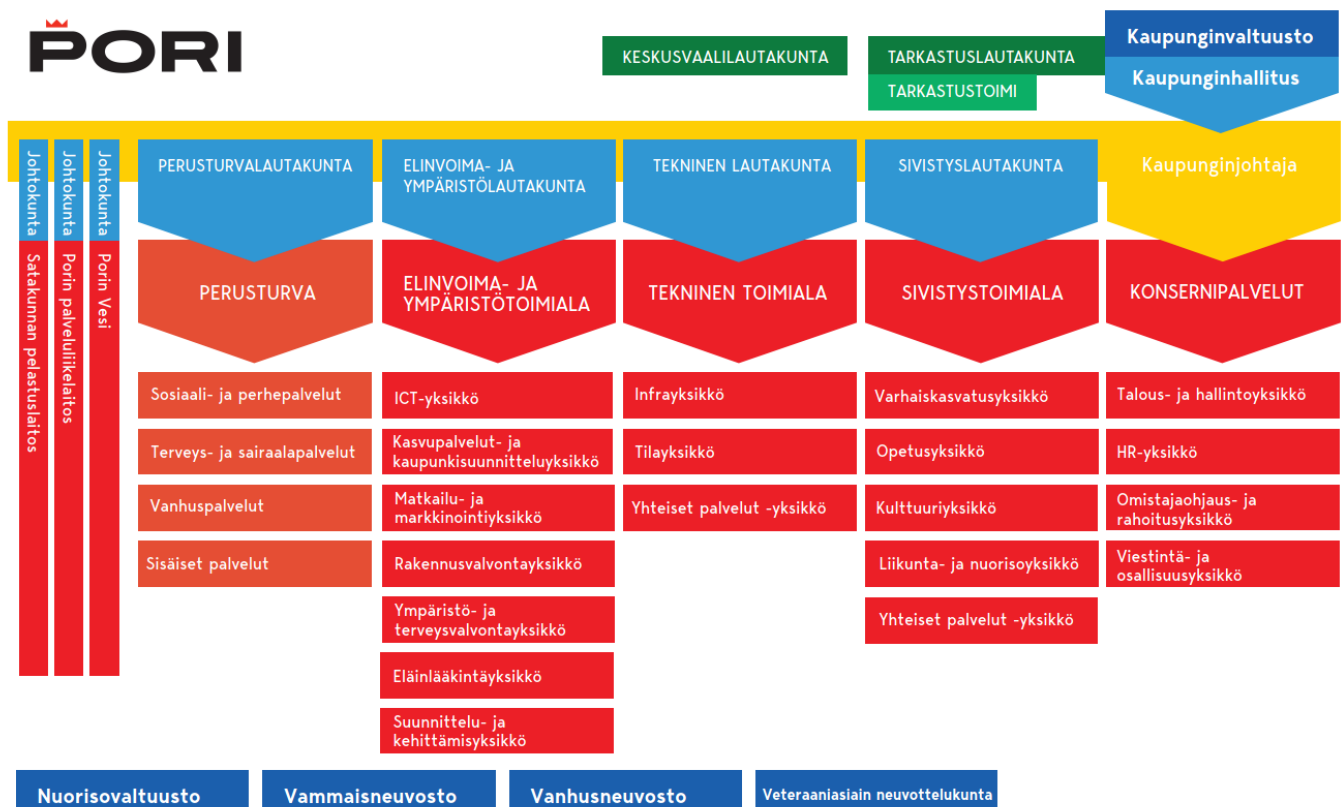 PORI
KESKUSVAALILAUTAKUNTA
TARKASTUSLAUTAKUNTA
TARKASTUSTOIMI
Kaupunginvaltuusto
Kaupunginhallitus
Kaupunginjohtaja
Johtokunta
Satakunnan pelastuslaitos
Johtokunta
Porin palveluliikelaitos
Johtokunta
Porin Vesi
PERUSTURVALAUTAKUNTA
PERUSTURVA
Sosiaali- ja perhepalvelut
Terveys- ja sairaalapalvelut
Vanhuspalvelut
Sisäiset palvelut
ELINVOIMA- JA
YMPÄRISTÖLAUTAKUNTA
ELINVOIMA- JA
YMPÄRISTÖTOIMIALA
ICT-yksikkö
Kasvupalvelut- ja
kaupunkisuunnitteluyksikkö
Matkailu- ja
markkinointiyksikkö
Rakennusvalvontayksikkö
Ympäristö- ja
terveysvalvontayksikkö
Eläinlääkintäyksikkö
Suunnittelu- ja
kehittämisyksikkö
TEKNINEN LAUTAKUNTA
TEKNINEN TOIMIALA
Infrayksikkö
Tilayksikkö
Yhteiset palvelut -yksikkö
SIVISTYSLAUTAKUNTA
SIVISTYSTOIMIALA
Varhaiskasvatusyksikkö
Opetusyksikkö
Kulttuuriyksikkö
Liikunta- ja nuorisoyksikkö
Yhteiset palvelut -yksikkö
KONSERNIPALVELUT
Talous- ja hallintoyksikkö
HR-yksikkö
Omistajaohjaus- ja
rahoitusyksikkö
Viestintä- ja
osallisuusyksikkö
Nuorisovaltuusto
Vammaisneuvosto
Vanhusneuvosto
Veteraaniasiain neuvottelukunta